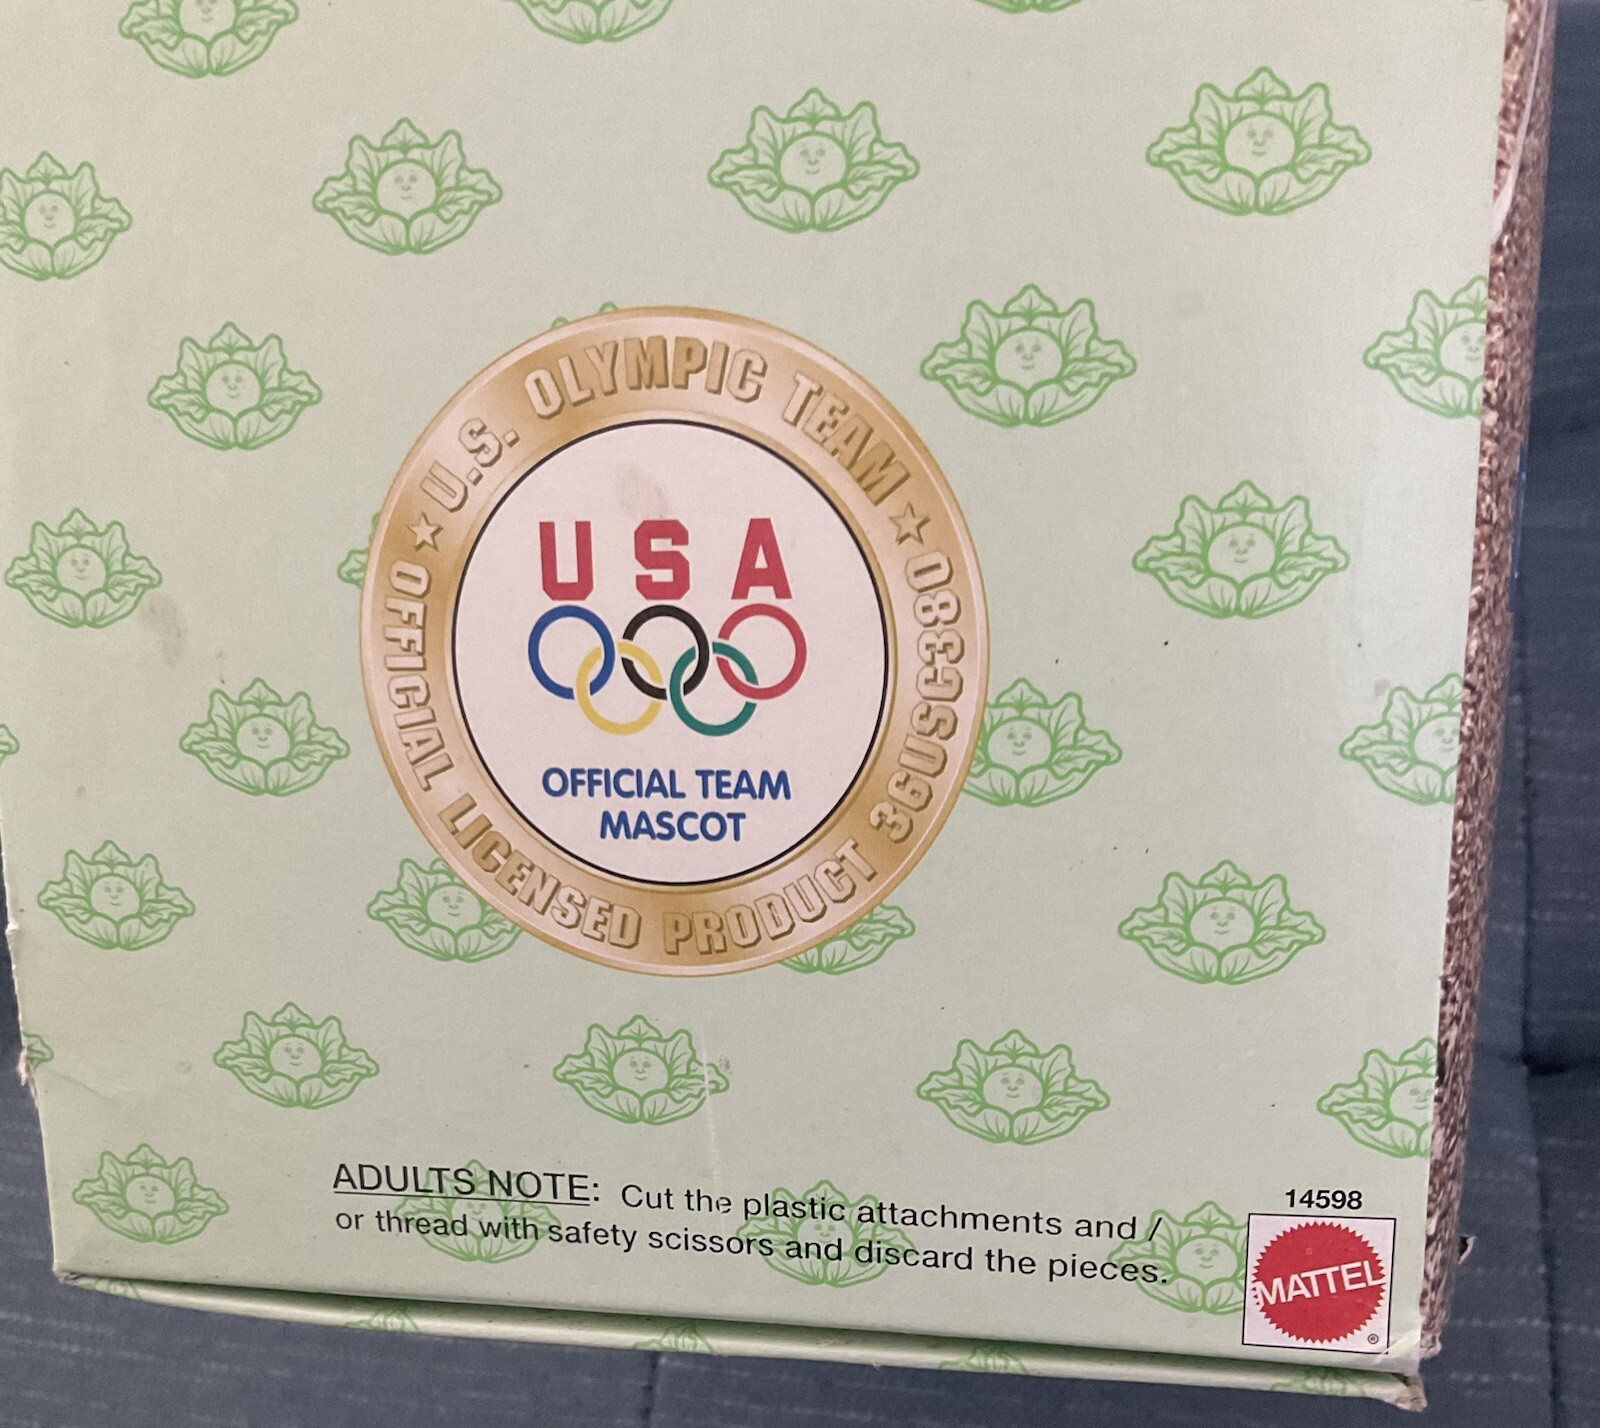 ★ U.S. OLYMPIC TEAM ★
OFFICIAL LICENSED PRODUCT 36USC380
USA
OFFICIAL TEAM
MASCOT
ADULTS NOTE: Cut the plastic attachments and /
or thread with safety scissors and discard the pieces.
14598
MATTEL
®